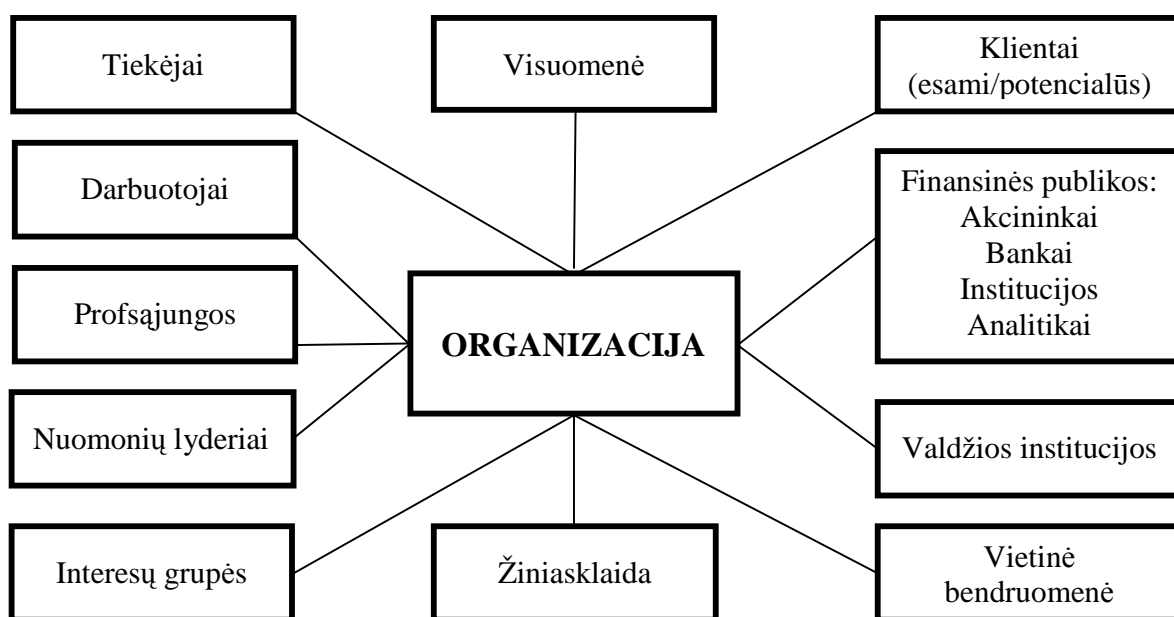 Tiekėjai
Visuomenė
Klientai
(esami/potencialūs)
Darbuotojai
Finansinės publikos:
Akcininkai
Bankai
Institucijos
Analitikai
Profsąjungos
ORGANIZACIJA
Nuomonių lyderiai
Valdžios institucijos
Interesų grupės
Žiniasklaida
Vietinė
bendruomenė